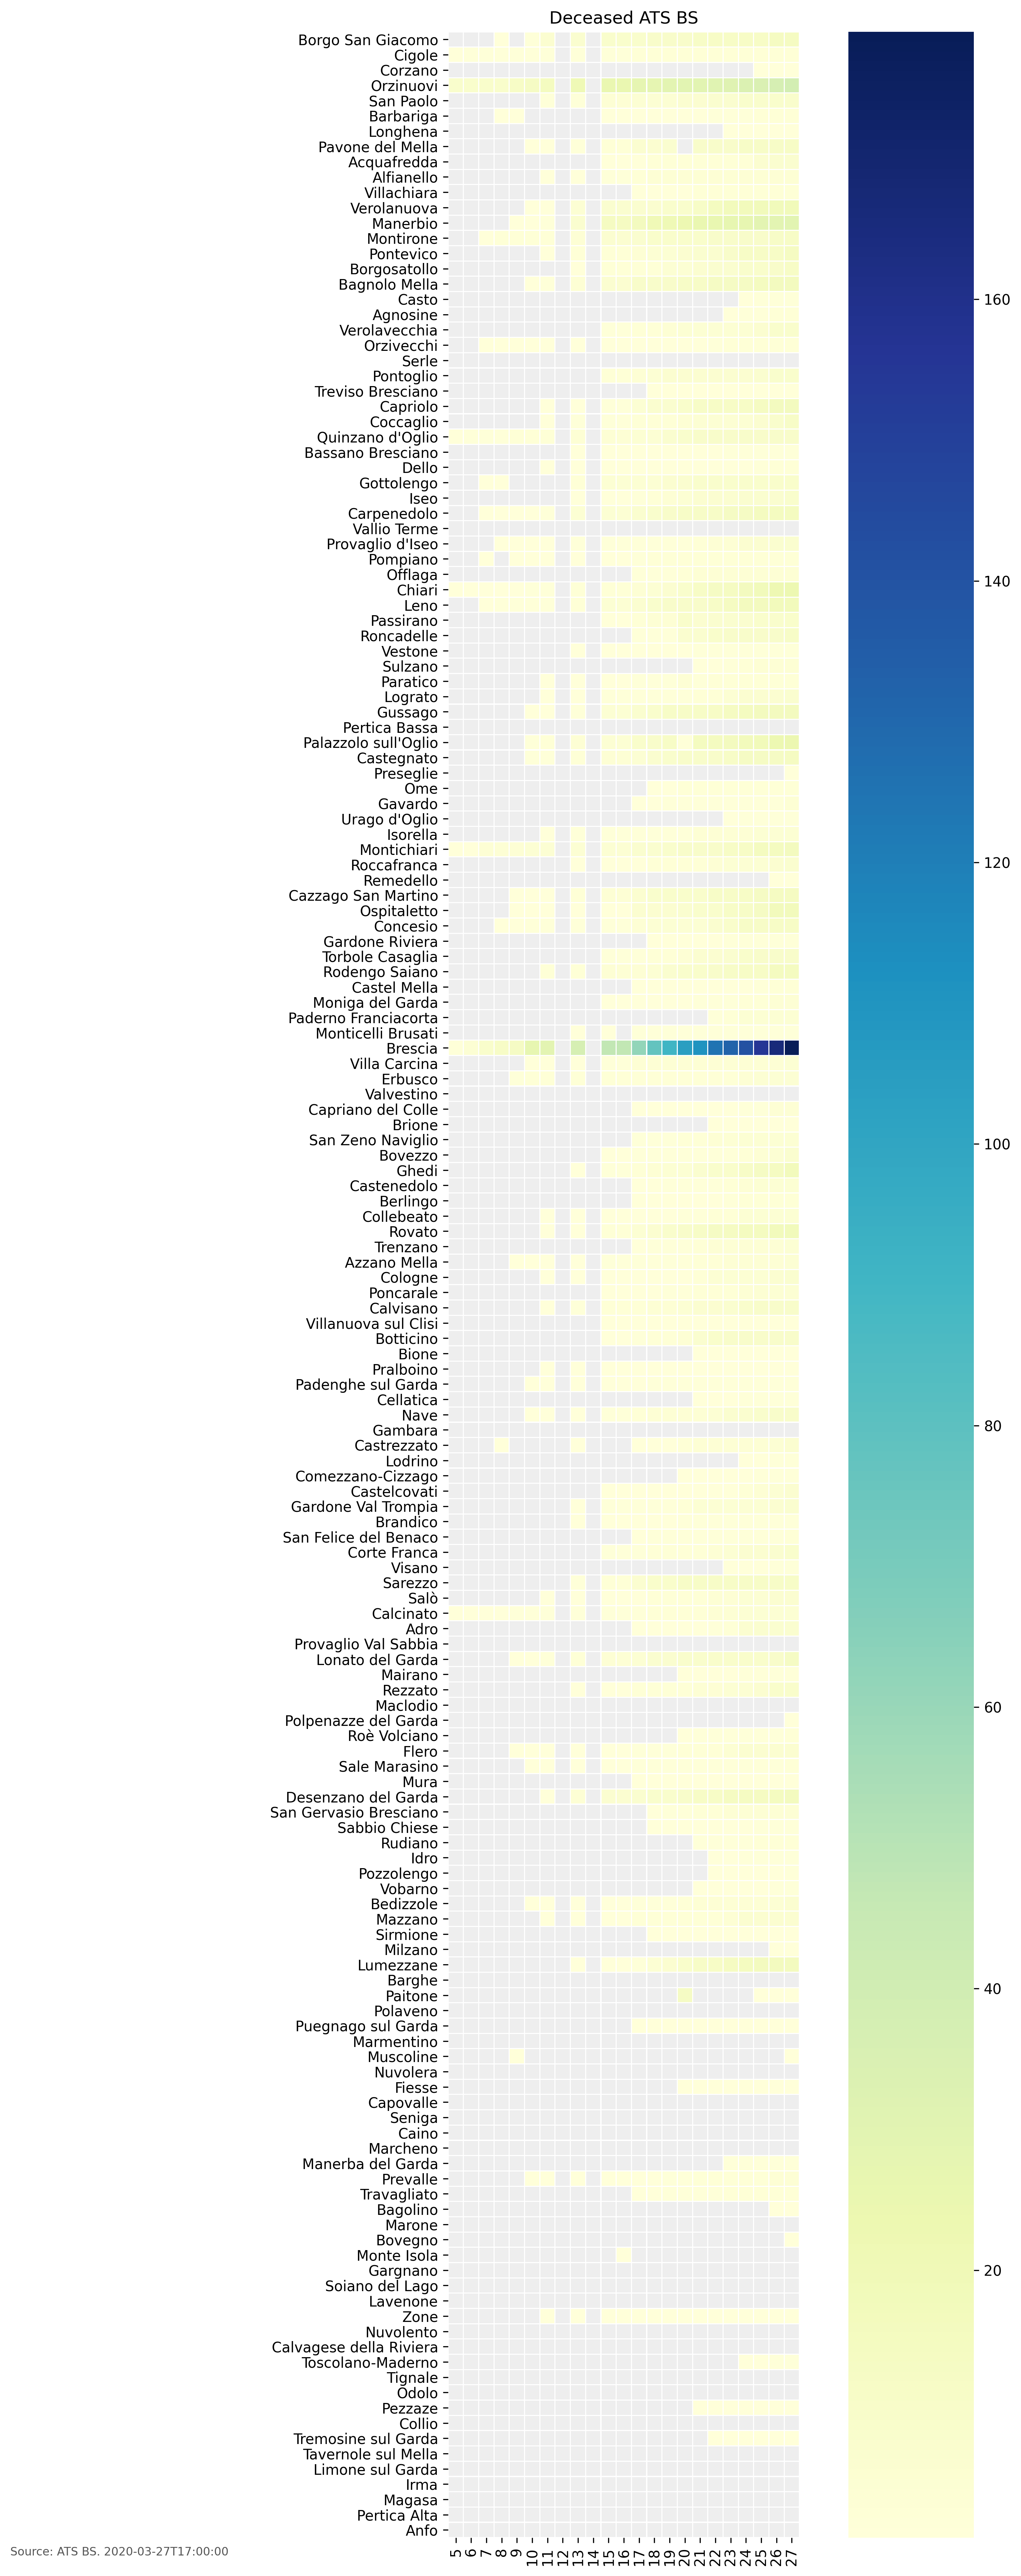 Deceased ATS BS
Borgo San Giacomo
Cigole
Corzano
Orzinuovi
San Paolo
Barbariga
Longhena
Pavone del Mella
Acquafredda
Alfianello
Villachiara
Verolanuova
Manerbio
Montirone
Pontevico
Borgosatollo
Bagnolo Mella
Casto
Agnosine
Verolavecchia
Orzivecchi
Serle
Pontoglio
Treviso Bresciano
Capriolo
Coccaglio
Quinzano d'Oglio
Bassano Bresciano
Dello
Gottolengo
Iseo
Carpenedolo
Vallio Terme
Provaglio d'Iseo
Pompiano
Offlaga
Chiari
Leno
Passirano
Roncadelle
Vestone
Sulzano
Paratico
Lograto
Gussago
Pertica Bassa
Palazzolo sull'Oglio
Castegnato
Preseglie
Ome
Gavardo
Urago d'Oglio
Isorella
Montichiari
Roccafranca
Remedello
Cazzago San Martino
Ospitaletto
Concesio
Gardone Riviera
Torbole Casaglia
Rodengo Saiano
Castel Mella
Moniga del Garda
Paderno Franciacorta
Monticelli Brusati
Brescia
Villa Carcina
Erbusco
Valvestino
Capriano del Colle
Brione
San Zeno Naviglio
Bovezzo
Ghedi
Castenedolo
Berlingo
Collebeato
Rovato
Trenzano
Azzano Mella
Cologne
Poncarale
Calvisano
Villanuova sul Clisi
Botticino
Bione
Pralboino
Padenghe sul Garda
Cellatica
Nave
Gambara
Castrezzato
Lodrino
Comezzano-Cizzago
Castelcovati
Gardone Val Trompia
Brandico
San Felice del Benaco
Corte Franca
Visano
Sarezzo
Salò
Calcinato
Adro
Provaglio Val Sabbia
Lonato del Garda
Mairano
Rezzato
Maclodio
Polpenazze del Garda
Roè Volciano
Flero
Sale Marasino
Mura
Desenzano del Garda
San Gervasio Bresciano
Sabbio Chiese
Rudiano
Idro
Pozzolengo
Vobarno
Bedizzole
Mazzano
Sirmione
Milzano
Lumezzane
Barghe
Paitone
Polaveno
Puegnago sul Garda
Marmentino
Muscoline
Nuvolera
Fiesse
Capovalle
Seniga
Caino
Marcheno
Manerba del Garda
Prevalle
Travagliato
Bagolino
Marone
Bovegno
Monte Isola
Gargnano
Soiano del Lago
Lavenone
Zone
Nuvolento
Calvagese della Riviera
Toscolano-Maderno
Tignale
Odolo
Pezzaze
Collio
Tremosine sul Garda
Tavernole sul Mella
Limone sul Garda
Irma
Magasa
Pertica Alta
Anfo
5 6 7 8 9 10 11 12 13 14 15 16 17 18 19 20 21 22 23 24 25 26 27
160
140
120
100
80
60
40
20
Source: ATS BS. 2020-03-27T17:00:00